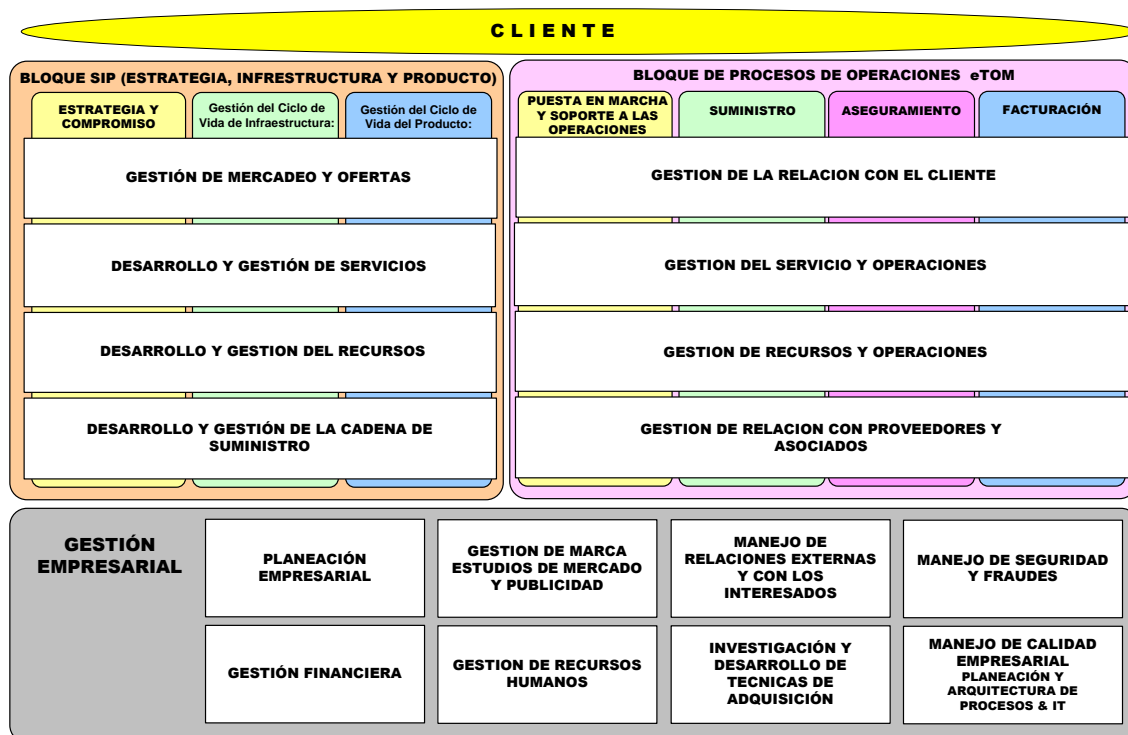 CLIENTE
BLOQUE SIP (ESTRATEGIA, INFRESTRUCTURA Y PRODUCTO)
ESTRATEGIA Y
COMPROMISO
Gestión del Ciclo de
Vida de Infraestructura:
Gestión del Ciclo de
Vida del Producto:
GESTIÓN DE MERCADEO Y OFERTAS
DESARROLLO Y GESTIÓN DE SERVICIOS
DESARROLLO Y GESTION DEL RECURSOS
DESARROLLO Y GESTIÓN DE LA CADENA DE
SUMINISTRO
BLOQUE DE PROCESOS DE OPERACIONES eTOM
PUESTA EN MARCHA
Y SOPORTE A LAS
OPERACIONES
SUMINISTRO
ASEGURAMIENTO
FACTURACIÓN
GESTION DE LA RELACION CON EL CLIENTE
GESTION DEL SERVICIO Y OPERACIONES
GESTION DE RECURSOS Y OPERACIONES
GESTION DE RELACION CON PROVEEDORES Y
ASOCIADOS
GESTIÓN
EMPRESARIAL
PLANEACIÓN
EMPRESARIAL
GESTION DE MARCA
ESTUDIOS DE MERCADO
Y PUBLICIDAD
MANEJO DE
RELACIONES EXTERNAS
Y CON LOS
INTERESADOS
MANEJO DE SEGURIDAD
Y FRAUDES
GESTIÓN FINANCIERA
GESTION DE RECURSOS
HUMANOS
INVESTIGACIÓN Y
DESARROLLO DE
TECNICAS DE
ADQUISICIÓN
MANEJO DE CALIDAD
EMPRESARIAL
PLANEACIÓN Y
ARQUITECTURA DE
PROCESOS & IT